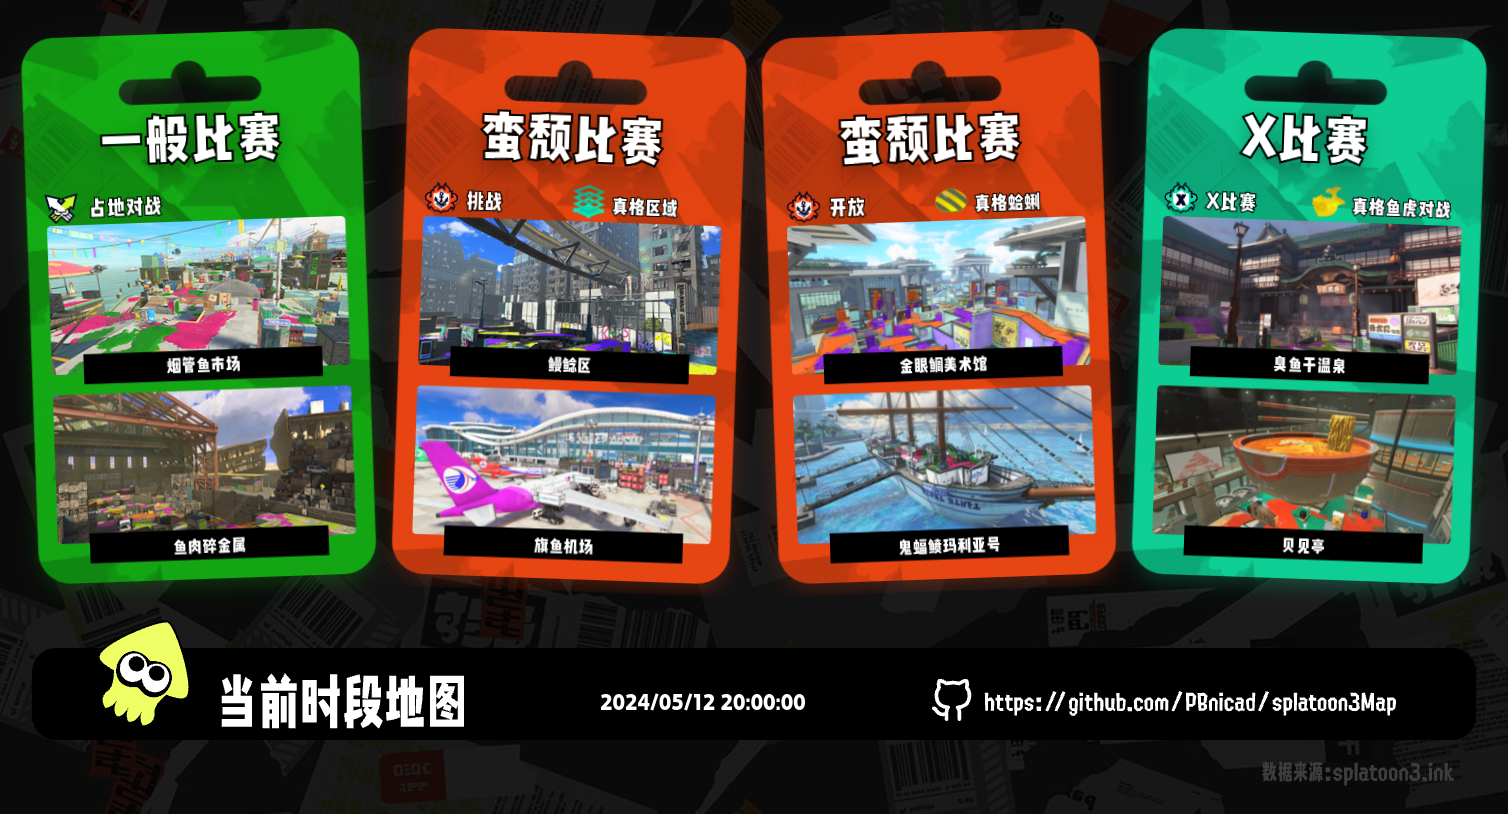 一般比赛
占地对战
烟管鱼市场
鱼肉碎金属
蛮颓比赛
挑战
真格区域
鳗鲶区
旗鱼机场
蛮颓比赛
开放
真格蛤蜊
金眼鲷美术馆
鬼蝠鲼玛利亚号
X比赛
X比赛
真格鱼虎对战
臭鱼干温泉
贝见亭
当前时段地图
2024/05/12 20:00:00
https://github.com/PBnicad/splatoon3Map
数据来源:splatoon3.ink